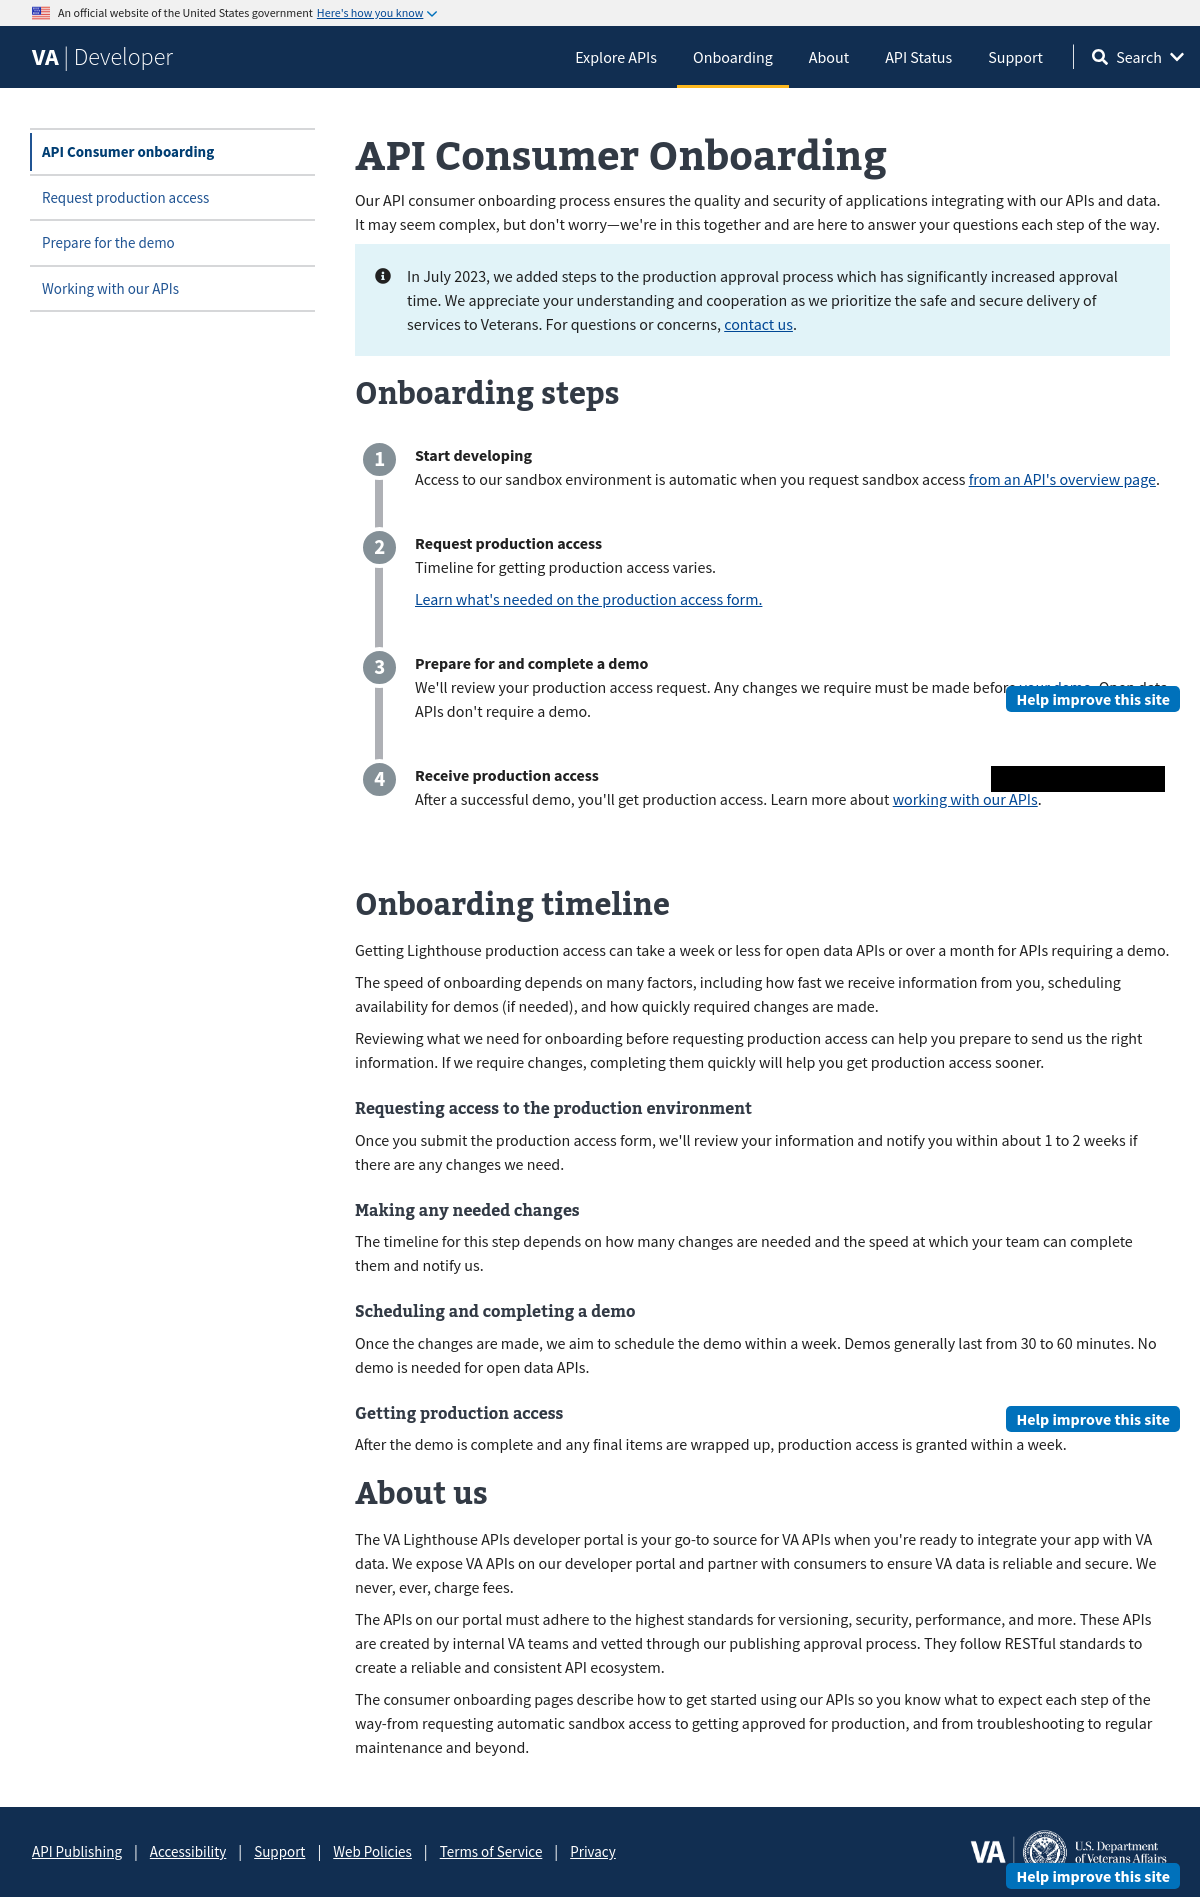 An official website of the United States government Here's how you know
VA | Developer
Explore APIs
Onboarding
About
API Status
Support
Search
API Consumer onboarding
Request production access
Prepare for the demo
Working with our APIs
API Consumer Onboarding
Our API consumer onboarding process ensures the quality and security of applications integrating with our APIs and data.
It may seem complex, but don't worry—we're in this together and are here to answer your questions each step of the way.
In July 2023, we added steps to the production approval process which has significantly increased approval
time. We appreciate your understanding and cooperation as we prioritize the safe and secure delivery of
services to Veterans. For questions or concerns, contact us.
Onboarding steps
1
Start developing
Access to our sandbox environment is automatic when you request sandbox access from an API's overview page.
2
Request production access
Timeline for getting production access varies.
Learn what's needed on the production access form.
3
Prepare for and complete a demo
We'll review your production access request. Any changes we require must be made before your demo. Open data
Help improve this site
APIs don't require a demo.
4
Receive production access
After a successful demo, you'll get production access. Learn more about working with our APIs.
Onboarding timeline
Getting Lighthouse production access can take a week or less for open data APIs or over a month for APIs requiring a demo.
The speed of onboarding depends on many factors, including how fast we receive information from you, scheduling
availability for demos (if needed), and how quickly required changes are made.
Reviewing what we need for onboarding before requesting production access can help you prepare to send us the right
information. If we require changes, completing them quickly will help you get production access sooner.
Requesting access to the production environment
Once you submit the production access form, we'll review your information and notify you within about 1 to 2 weeks if
there are any changes we need.
Making any needed changes
The timeline for this step depends on how many changes are needed and the speed at which your team can complete
them and notify us.
Scheduling and completing a demo
Once the changes are made, we aim to schedule the demo within a week. Demos generally last from 30 to 60 minutes. No
demo is needed for open data APIs.
Getting production access
Help improve this site
After the demo is complete and any final items are wrapped up, production access is granted within a week.
About us
The VA Lighthouse APIs developer portal is your go-to source for VA APIs when you're ready to integrate your app with VA
data. We expose VA APIs on our developer portal and partner with consumers to ensure VA data is reliable and secure. We
never, ever, charge fees.
The APIs on our portal must adhere to the highest standards for versioning, security, performance, and more. These APIs
are created by internal VA teams and vetted through our publishing approval process. They follow RESTful standards to
create a reliable and consistent API ecosystem.
The consumer onboarding pages describe how to get started using our APIs so you know what to expect each step of the
way-from requesting automatic sandbox access to getting approved for production, and from troubleshooting to regular
maintenance and beyond.
API Publishing | Accessibility | Support | Web Policies | Terms of Service | Privacy
VA | U.S. Department
of Veterans Affairs
Help improve this site